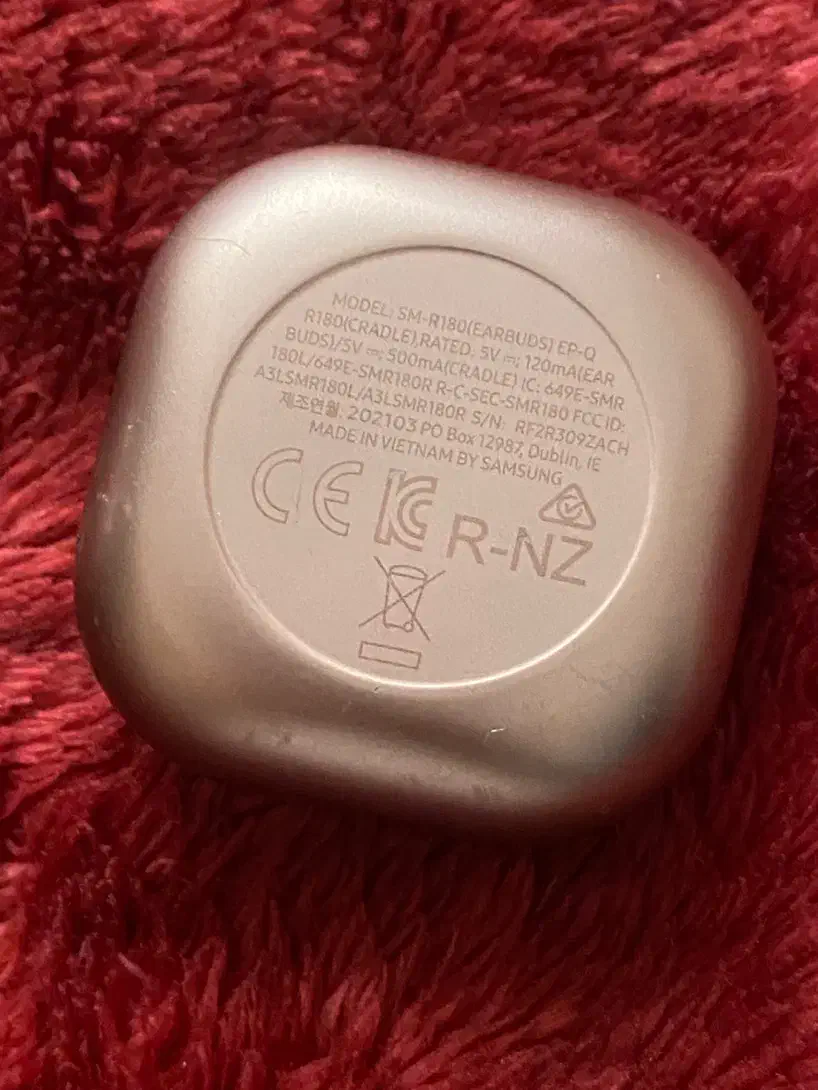 MODEL: SM-R180(EARBUDS) EP-Q
R180(CRADLE),RATED: 5V ⎓; 120mA(EAR
BUDS)/5V ⎓; 500mA(CRADLE) IC: 649E-SMR
180L/649E-SMR180R R-C-SEC-SMR180 FCC ID:
A3LSMR180L/A3LSMR180R S/N: RF2R309ZACH
제조연월: 202103 PO Box 12987, Dublin, IE
MADE IN VIETNAM BY SAMSUNG
CE KC R-NZ